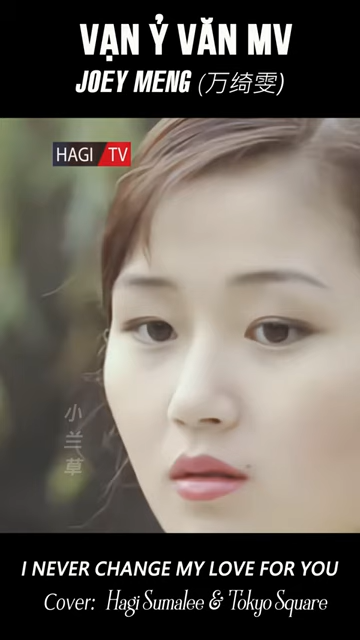 VẠN Ỷ VĂN MV
JOEY MENG (万绮雯)
HAGI TV
小兰草
I NEVER CHANGE MY LOVE FOR YOU
Cover: Hagi Sumalee & Tokyo Square